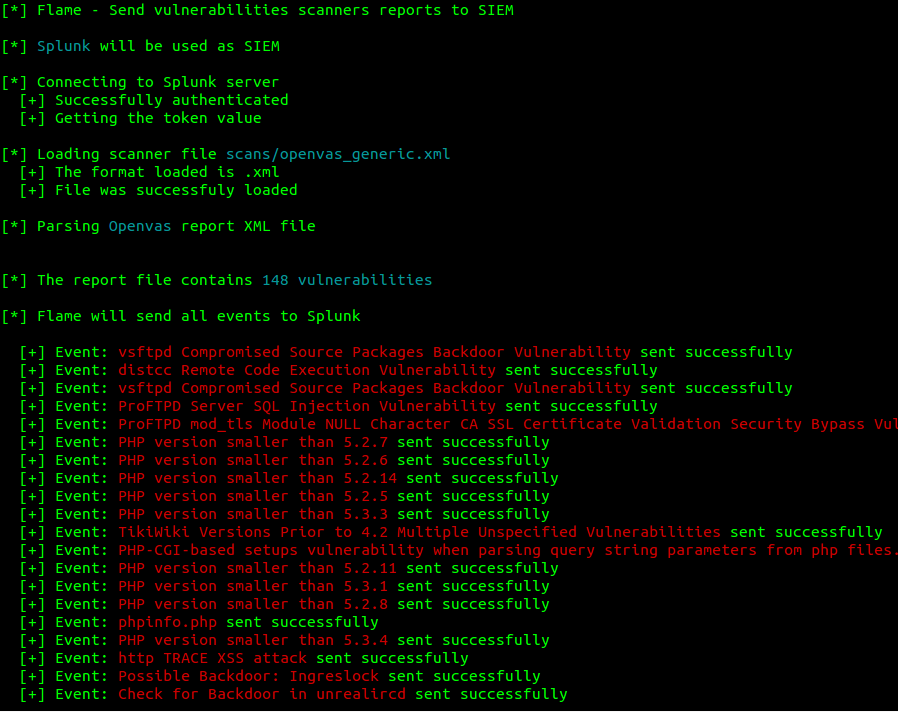 [*] Flame - Send vulnerabilities scanners reports to SIEM
[*] Splunk will be used as SIEM
[*] Connecting to Splunk server
[+] Successfully authenticated
[+] Getting the token value
[*] Loading scanner file scans/openvas_generic.xml
[+] The format loaded is .xml
[+] File was successfuly loaded
[*] Parsing Openvas report XML file
[*] The report file contains 148 vulnerabilities
[*] Flame will send all events to Splunk
[+] Event: vsftpd Compromised Source Packages Backdoor Vulnerability sent successfully
[+] Event: distcc Remote Code Execution Vulnerability sent successfully
[+] Event: vsftpd Compromised Source Packages Backdoor Vulnerability sent successfully
[+] Event: ProFTPD Server SQL Injection Vulnerability sent successfully
[+] Event: ProFTPD mod_tls Module NULL Character CA SSL Certificate Validation Security Bypass Vul
[+] Event: PHP version smaller than 5.2.7 sent successfully
[+] Event: PHP version smaller than 5.2.6 sent successfully
[+] Event: PHP version smaller than 5.2.14 sent successfully
[+] Event: PHP version smaller than 5.2.5 sent successfully
[+] Event: PHP version smaller than 5.3.3 sent successfully
[+] Event: TikiWiki Versions Prior to 4.2 Multiple Unspecified Vulnerabilities sent successfully
[+] Event: PHP-CGI-based setups vulnerability when parsing query string parameters from php files.
[+] Event: PHP version smaller than 5.2.11 sent successfully
[+] Event: PHP version smaller than 5.3.1 sent successfully
[+] Event: PHP version smaller than 5.2.8 sent successfully
[+] Event: phpinfo.php sent successfully
[+] Event: PHP version smaller than 5.3.4 sent successfully
[+] Event: http TRACE XSS attack sent successfully
[+] Event: Possible Backdoor: Ingreslock sent successfully
[+] Event: Check for Backdoor in unrealircd sent successfully